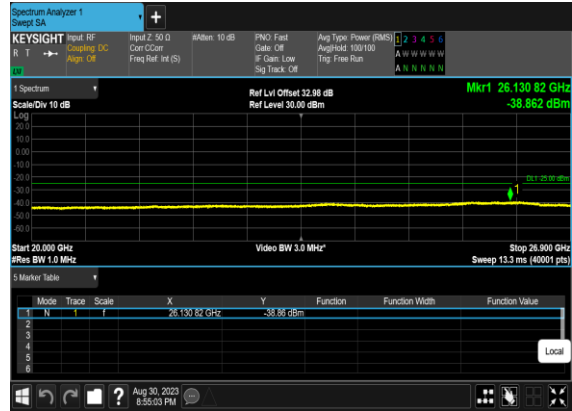 Spectrum Analyzer 1
Swept SA
+
KEYSIGHT Input: RF Input Z: 50 Ω #Atten: 10 dB PNO: Fast Avg Type: Power (RMS) 1 2 3 4 5 6
R T Coupling: DC Corr CCorr Gate: Off Avg|Hold: 100/100 A W W W W W
Align: Off Freq Ref: Int (S) IF Gain: Low Trig: Free Run
Sig Track: Off A N N N N N
1 Spectrum Ref Lvl Offset 32.98 dB Mkr1 26.130 82 GHz
Scale/Div 10 dB Ref Level 30.00 dBm -38.862 dBm
Log
20.0
10.0
0.00
-10.0
-20.0
DL1 -25.00 dBm
-30.0
1
-40.0
-50.0
-60.0
Start 20.000 GHz Video BW 3.0 MHz* Stop 26.900 GHz
#Res BW 1.0 MHz Sweep 13.3 ms (40001 pts)
5 Marker Table
Mode Trace Scale X Y Function Function Width Function Value
1 N 1 f 26.130 82 GHz -38.86 dBm
2
3
4
5
6
Local
? Aug 30, 2023
8:55:03 PM